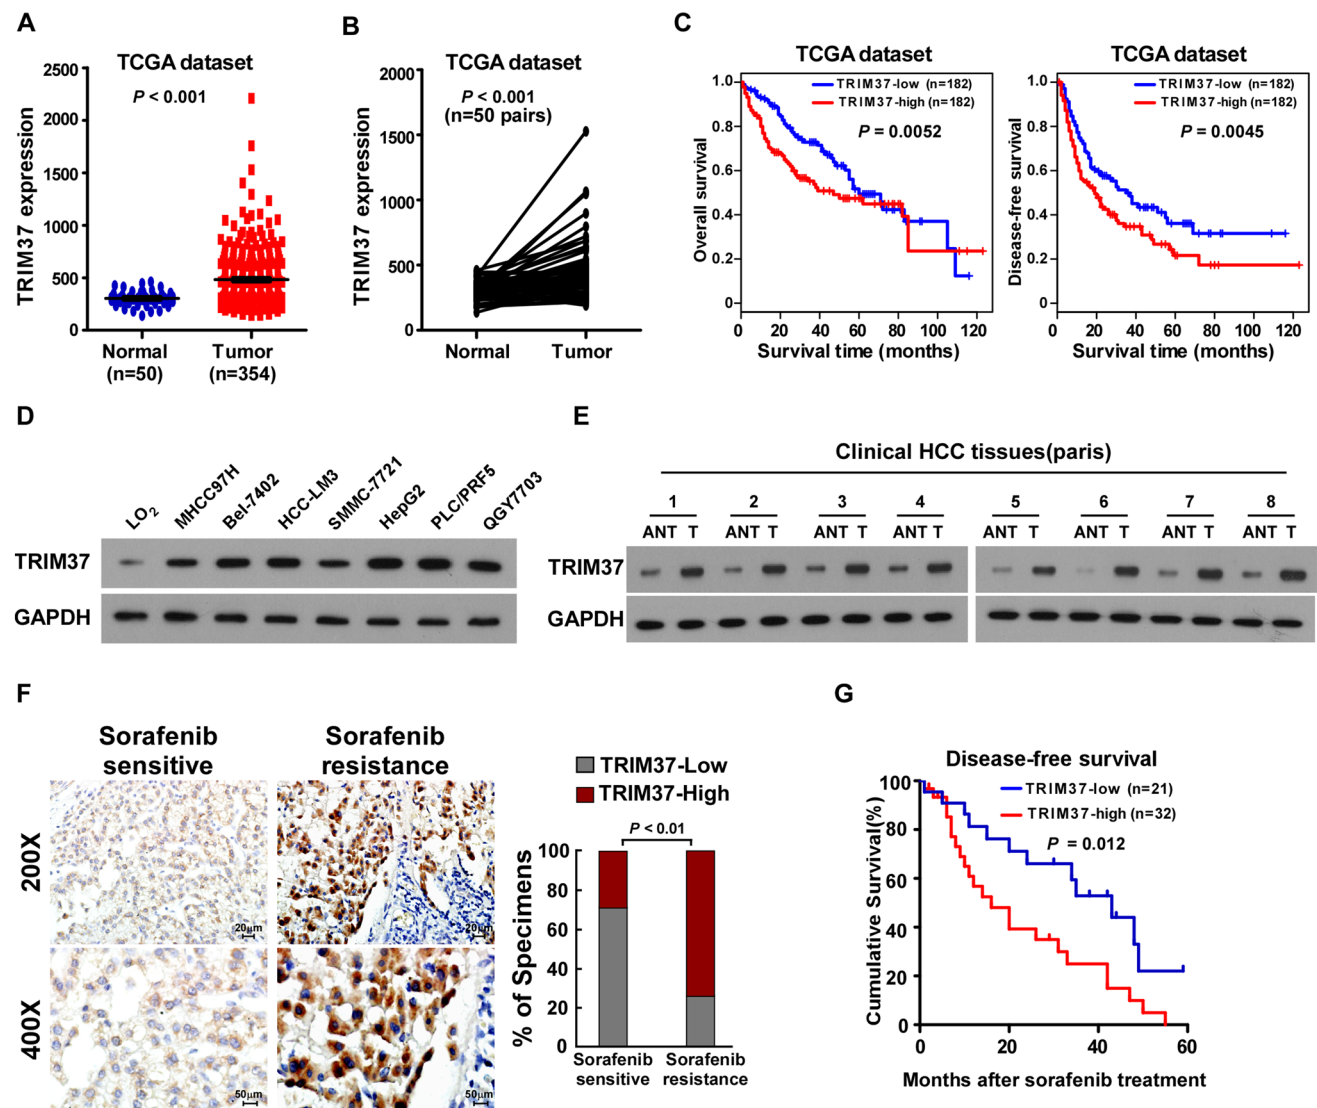 A
TCGA dataset
P < 0.001
TRIM37 expression
2500
2000
1500
1000
500
0
Normal
(n=50)
Tumor
(n=354)
B
TCGA dataset
P < 0.001
(n=50 pairs)
TRIM37 expression
2000
1500
1000
500
0
Normal
Tumor
C
TCGA dataset
TRIM37-low (n=182)
TRIM37-high (n=182)
P = 0.0052
Overall survival
1.0
0.8
0.6
0.4
0.2
0
0 20 40 60 80 100 120
Survival time (months)
TCGA dataset
TRIM37-low (n=182)
TRIM37-high (n=182)
P = 0.0045
Disease-free survival
1.0
0.8
0.6
0.4
0.2
0
0 20 40 60 80 100 120
Survival time (months)
D
LO2 MHCC97H Bel-7402 HCC-LM3 SMMC-7721 HepG2 PLC/PRF5 QGY7703
TRIM37
GAPDH
E
Clinical HCC tissues(paris)
1 2 3 4 5 6 7 8
ANT T ANT T ANT T ANT T ANT T ANT T ANT T ANT T
TRIM37
GAPDH
F
Sorafenib
sensitive
Sorafenib
resistance
200X
20μm
20μm
400X
50μm
50μm
TRIM37-Low
TRIM37-High
P < 0.01
% of Specimens
100
80
60
40
20
0
Sorafenib
sensitive
Sorafenib
resistance
G
Disease-free survival
TRIM37-low (n=21)
TRIM37-high (n=32)
P = 0.012
Cumulative Survival(%)
100
80
60
40
20
0
0 20 40 60
Months after sorafenib treatment